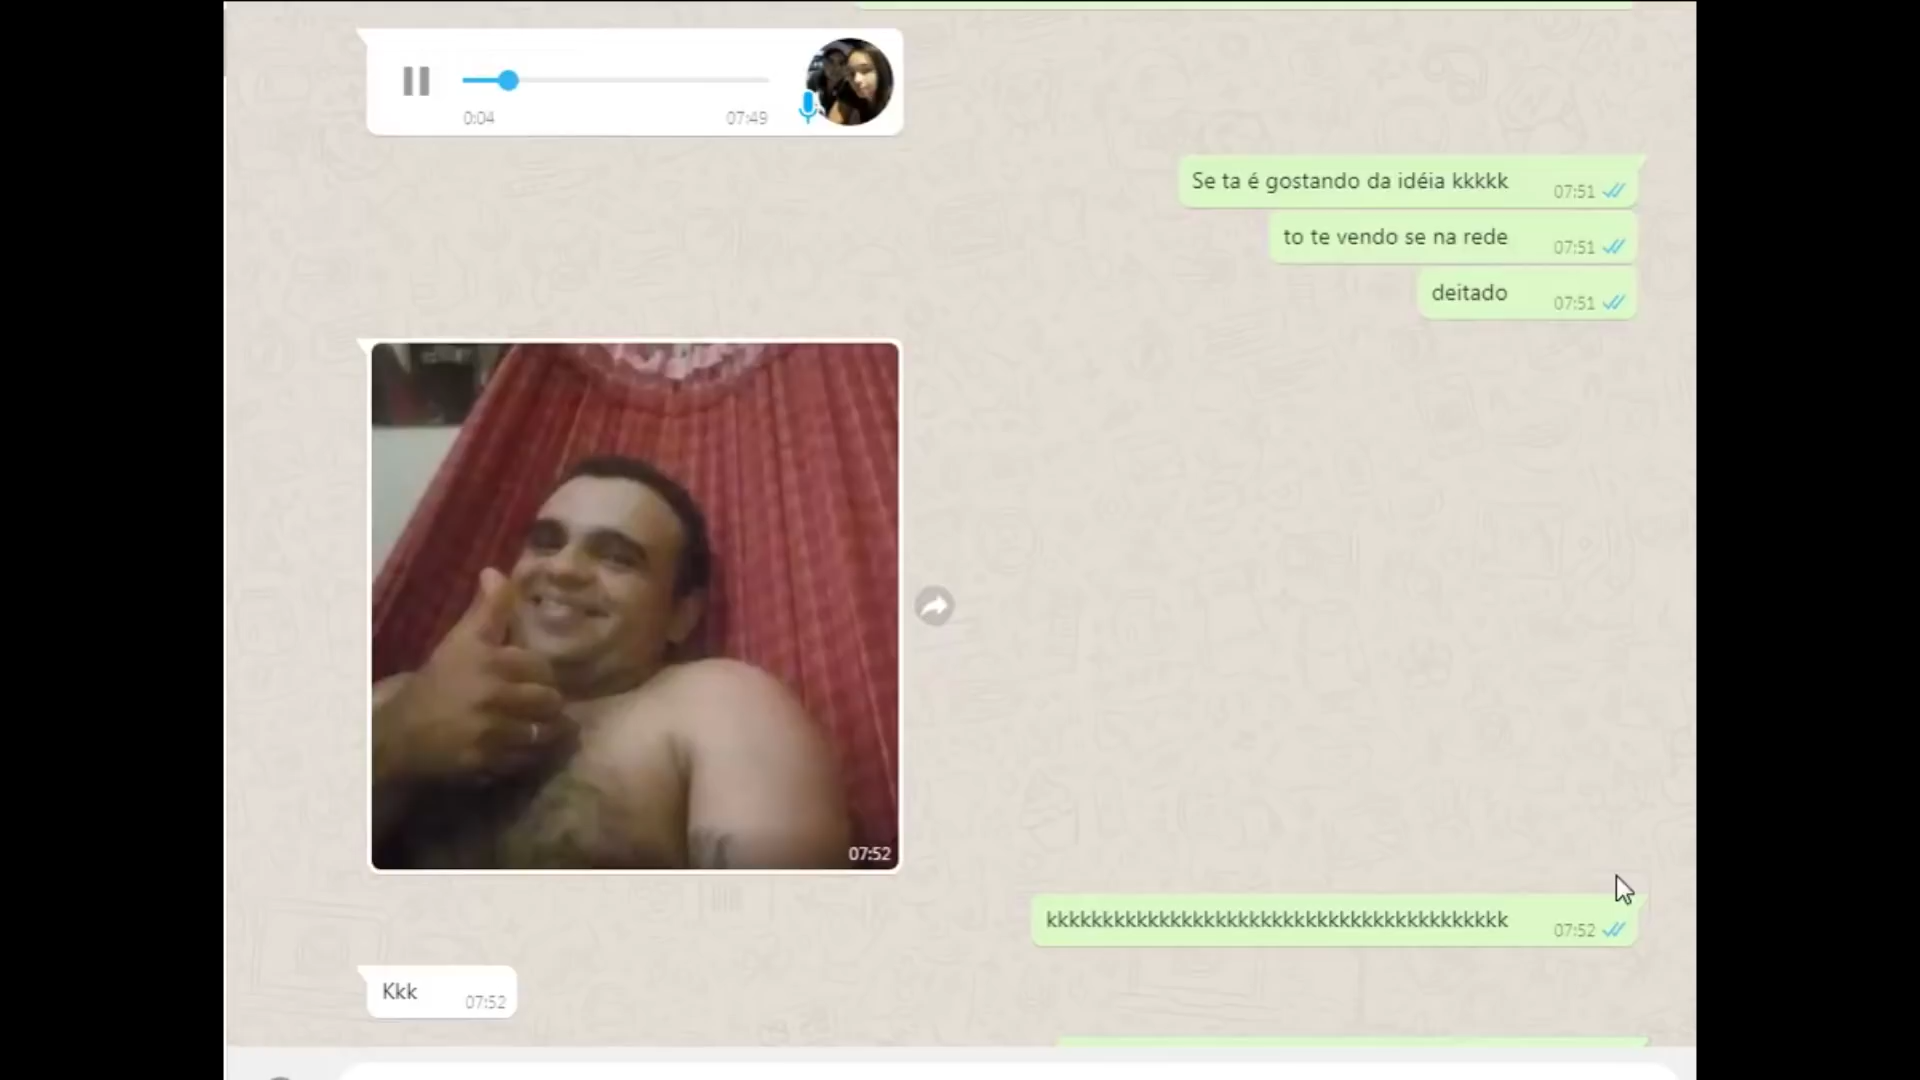 0:04
07:49
Se ta é gostando da idéia kkkkk
07:51
to te vendo se na rede
07:51
deitado
07:51
07:52
kkkkkkkkkkkkkkkkkkkkkkkkkkkkkkkkkkkkkkkkk
07:52
Kkk
07:52